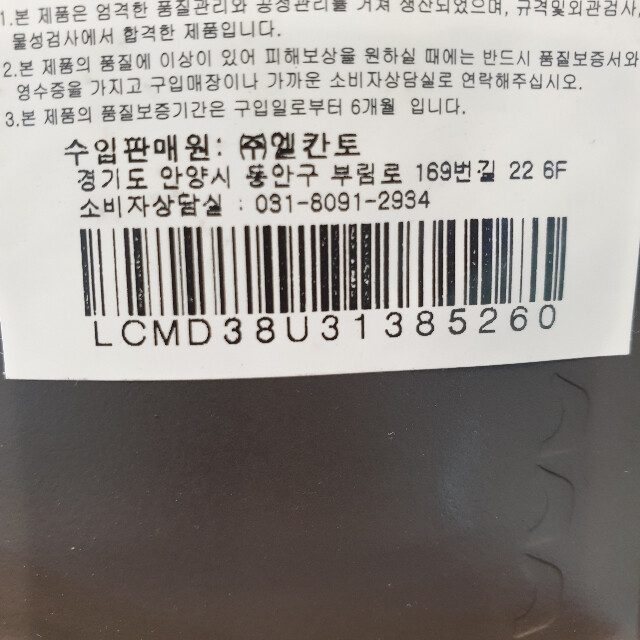 1.본 제품은 엄격한 품질관리와 공정관리를 거쳐 생산되었으며, 규격및외관검사,
물성검사에서 합격한 제품입니다.
2.본 제품의 품질에 이상이 있어 피해보상을 원하실 때에는 반드시 품질보증서와
영수증을 가지고 구입매장이나 가까운 소비자상담실로 연락해주십시오.
3.본 제품의 품질보증기간은 구입일로부터 6개월 입니다.
수입판매원: ㈜엘칸토
경기도 안양시 동안구 부림로 169번길 22 6F
소비자상담실 : 031-8091-2934
LCMD38U31385260